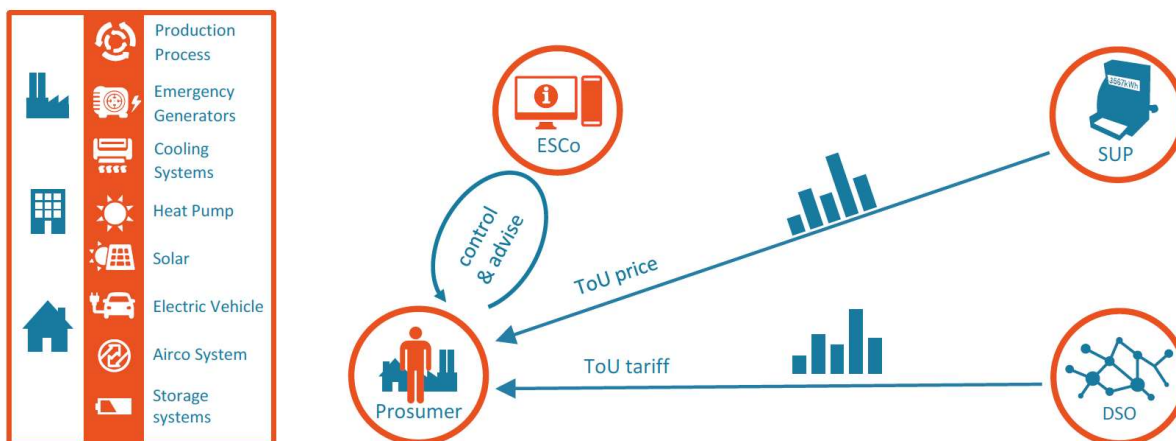 Production
Process
Emergency
Generators
Cooling
Systems
Heat Pump
Solar
Electric Vehicle
Airco System
Storage
systems
ESCo
control
& advise
Prosumer
ToU price
ToU tariff
3567kWh
SUP
DSO